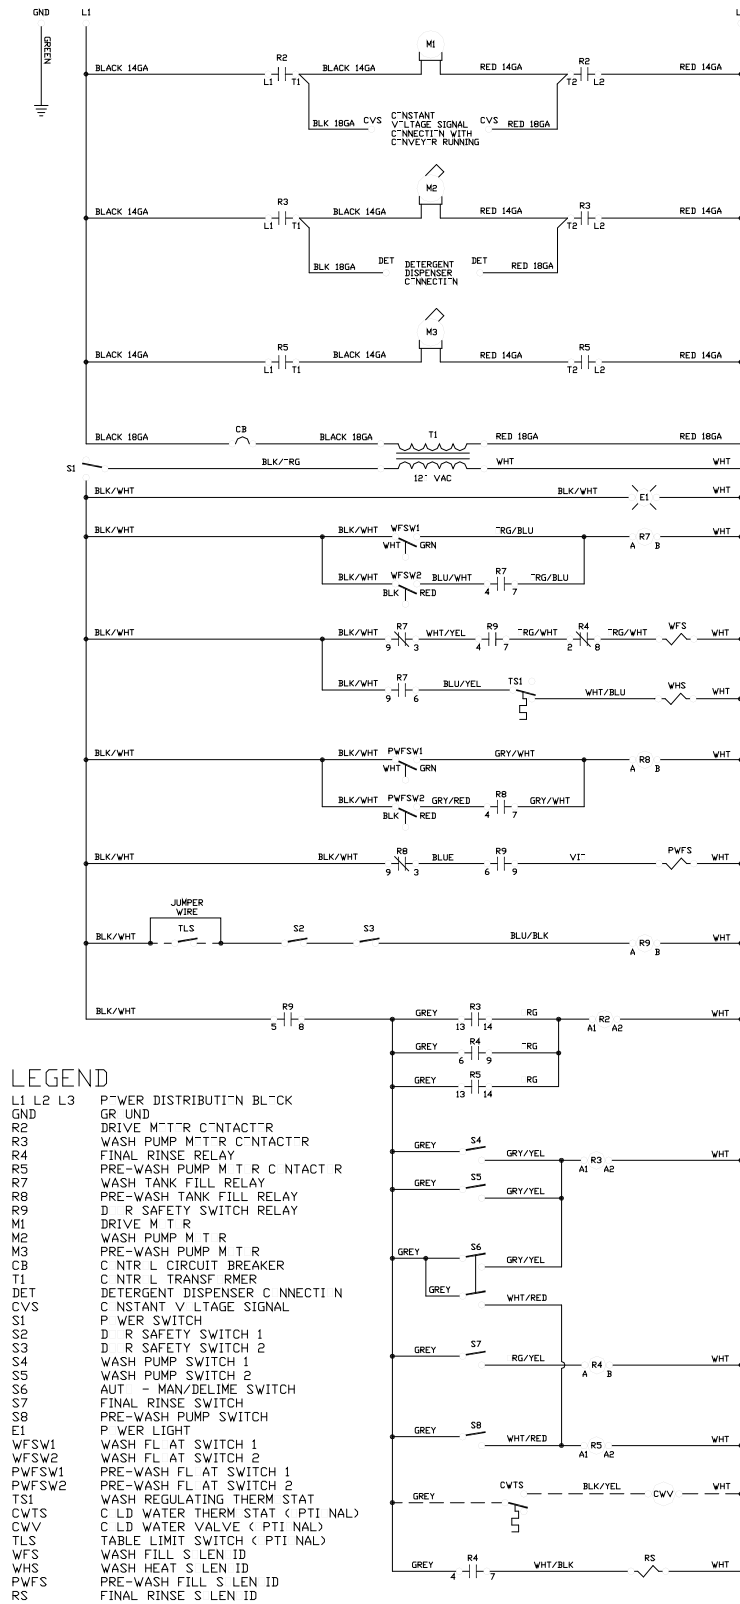 GND L1 L
GREEN
M1
BLACK 14GA R2 BLACK 14GA RED 14GA R2 RED 14GA
L1 T1 T2 L2
BLK 18GA CVS CVS RED 18GA
C NSTANT
V LTAGE SIGNAL
C NNECTI N WITH
C NVEY R RUNNING
M2
BLACK 14GA R3 BLACK 14GA RED 14GA R3 RED 14GA
L1 T1 T2 L2
BLK 18GA DET DET RED 18GA
DETERGENT
DISPENSER
C NNECTI N
M3
BLACK 14GA R5 BLACK 14GA RED 14GA R5 RED 14GA
L1 T1 T2 L2
BLACK 18GA CB BLACK 18GA T1 RED 18GA RED 18GA
S1 BLK/ RG WHT WHT
12 VAC
BLK/WHT BLK/WHT E1 WHT
BLK/WHT BLK/WHT WFSW1 RG/BLU R7 WHT
WHT GRN A B
BLK/WHT WFSW2 BLU/WHT R7 RG/BLU
BLK RED 4 7
BLK/WHT BLK/WHT R7 WHT/YEL R9 RG/WHT R4 RG/WHT WFS WHT
9 3 4 7 2 8
BLK/WHT R7 BLU/YEL TS1 WHT/BLU WHS WHT
9 6
BLK/WHT BLK/WHT PWFSW1 GRY/WHT R8 WHT
WHT GRN A B
BLK/WHT PWFSW2 GRY/RED R8 GRY/WHT
BLK RED 4 7
BLK/WHT R8 BLUE R9 VI PWFS WHT
9 3 6 9
JUMPER
WIRE
BLK/WHT TLS S2 S3 BLU/BLK R9 WHT
A B
BLK/WHT R9 GREY R3 RG R2 WHT
5 8 13 14 A1 A2
GREY R4 RG
6 9
GREY R5 RG
13 14
GREY S4 GRY/YEL R3 WHT
A1 A2
GREY S5 GRY/YEL
GREY S6 GRY/YEL
GREY WHT/RED
GREY S7 RG/YEL R4 WHT
A B
GREY S8 WHT/RED R5 WHT
A1 A2
GREY CWTS BLK/YEL CWV WHT
GREY R4 WHT/BLK RS WHT
4 7
LEGEND
L1 L2 L3 P WER DISTRIBUTI N BL CK
GND GR UND
R2 DRIVE M T R C NTACT R
R3 WASH PUMP M T R C NTACT R
R4 FINAL RINSE RELAY
R5 PRE-WASH PUMP M T R C NTACT R
R7 WASH TANK FILL RELAY
R8 PRE-WASH TANK FILL RELAY
R9 D R SAFETY SWITCH RELAY
M1 DRIVE M T R
M2 WASH PUMP M T R
M3 PRE-WASH PUMP M T R
CB C NTR L CIRCUIT BREAKER
T1 C NTR L TRANSF RMER
DET DETERGENT DISPENSER C NNECTI N
CVS C NSTANT V LTAGE SIGNAL
S1 P WER SWITCH
S2 D R SAFETY SWITCH 1
S3 D R SAFETY SWITCH 2
S4 WASH PUMP SWITCH 1
S5 WASH PUMP SWITCH 2
S6 AUT - MAN/DELIME SWITCH
S7 FINAL RINSE SWITCH
S8 PRE-WASH PUMP SWITCH
E1 P WER LIGHT
WFSW1 WASH FL AT SWITCH 1
WFSW2 WASH FL AT SWITCH 2
PWFSW1 PRE-WASH FL AT SWITCH 1
PWFSW2 PRE-WASH FL AT SWITCH 2
TS1 WASH REGULATING THERM STAT
CWTS C LD WATER THERM STAT ( PTI NAL)
CWV C LD WATER VALVE ( PTI NAL)
TLS TABLE LIMIT SWITCH ( PTI NAL)
WFS WASH FILL S LEN ID
WHS WASH HEAT S LEN ID
PWFS PRE-WASH FILL S LEN ID
RS FINAL RINSE S LEN ID